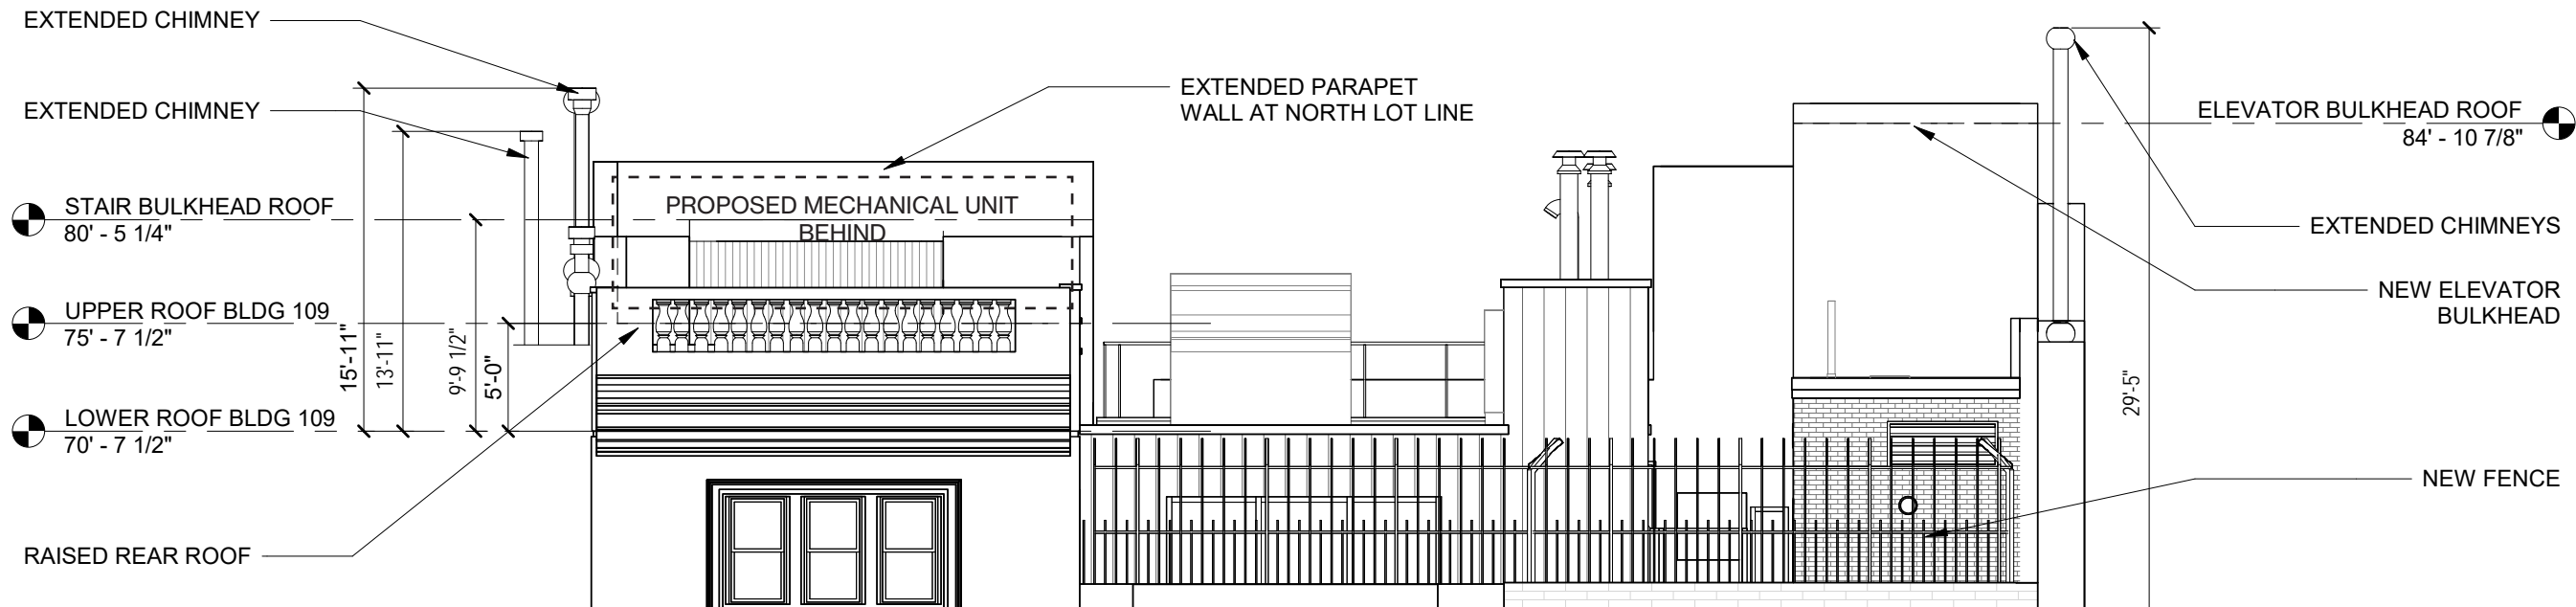 EXTENDED CHIMNEY
EXTENDED CHIMNEY
STAIR BULKHEAD ROOF
80' - 5 1/4"
UPPER ROOF BLDG 109
75' - 7 1/2"
LOWER ROOF BLDG 109
70' - 7 1/2"
RAISED REAR ROOF
15'-11"
13'-11"
9'-9 1/2"
5'-0"
EXTENDED PARAPET
WALL AT NORTH LOT LINE
PROPOSED MECHANICAL UNIT
BEHIND
29'-5"
ELEVATOR BULKHEAD ROOF
84' - 10 7/8"
EXTENDED CHIMNEYS
NEW ELEVATOR
BULKHEAD
NEW FENCE